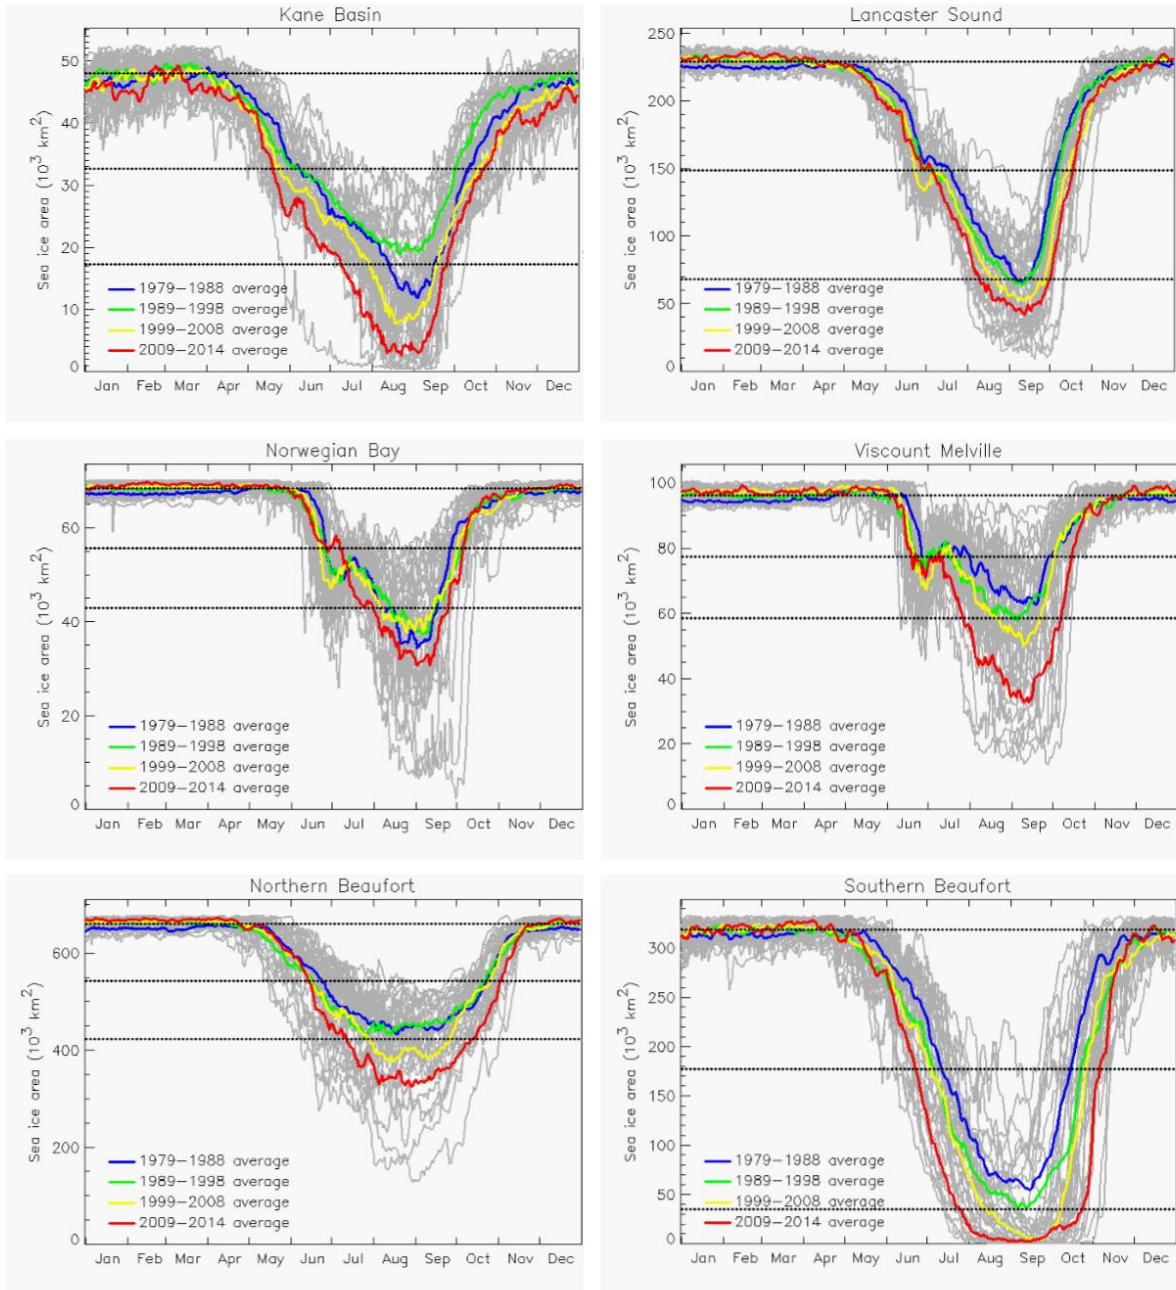 Kane Basin
Sea ice area (10³ km²)
50
40
30
20
10
0
1979–1988 average
1989–1998 average
1999–2008 average
2009–2014 average
Jan Feb Mar Apr May Jun Jul Aug Sep Oct Nov Dec
Lancaster Sound
Sea ice area (10³ km²)
250
200
150
100
50
0
1979–1988 average
1989–1998 average
1999–2008 average
2009–2014 average
Jan Feb Mar Apr May Jun Jul Aug Sep Oct Nov Dec
Norwegian Bay
Sea ice area (10³ km²)
60
40
20
0
1979–1988 average
1989–1998 average
1999–2008 average
2009–2014 average
Jan Feb Mar Apr May Jun Jul Aug Sep Oct Nov Dec
Viscount Melville
Sea ice area (10³ km²)
100
80
60
40
20
0
1979–1988 average
1989–1998 average
1999–2008 average
2009–2014 average
Jan Feb Mar Apr May Jun Jul Aug Sep Oct Nov Dec
Northern Beaufort
Sea ice area (10³ km²)
600
400
200
0
1979–1988 average
1989–1998 average
1999–2008 average
2009–2014 average
Jan Feb Mar Apr May Jun Jul Aug Sep Oct Nov Dec
Southern Beaufort
Sea ice area (10³ km²)
300
250
200
150
100
50
0
1979–1988 average
1989–1998 average
1999–2008 average
2009–2014 average
Jan Feb Mar Apr May Jun Jul Aug Sep Oct Nov Dec